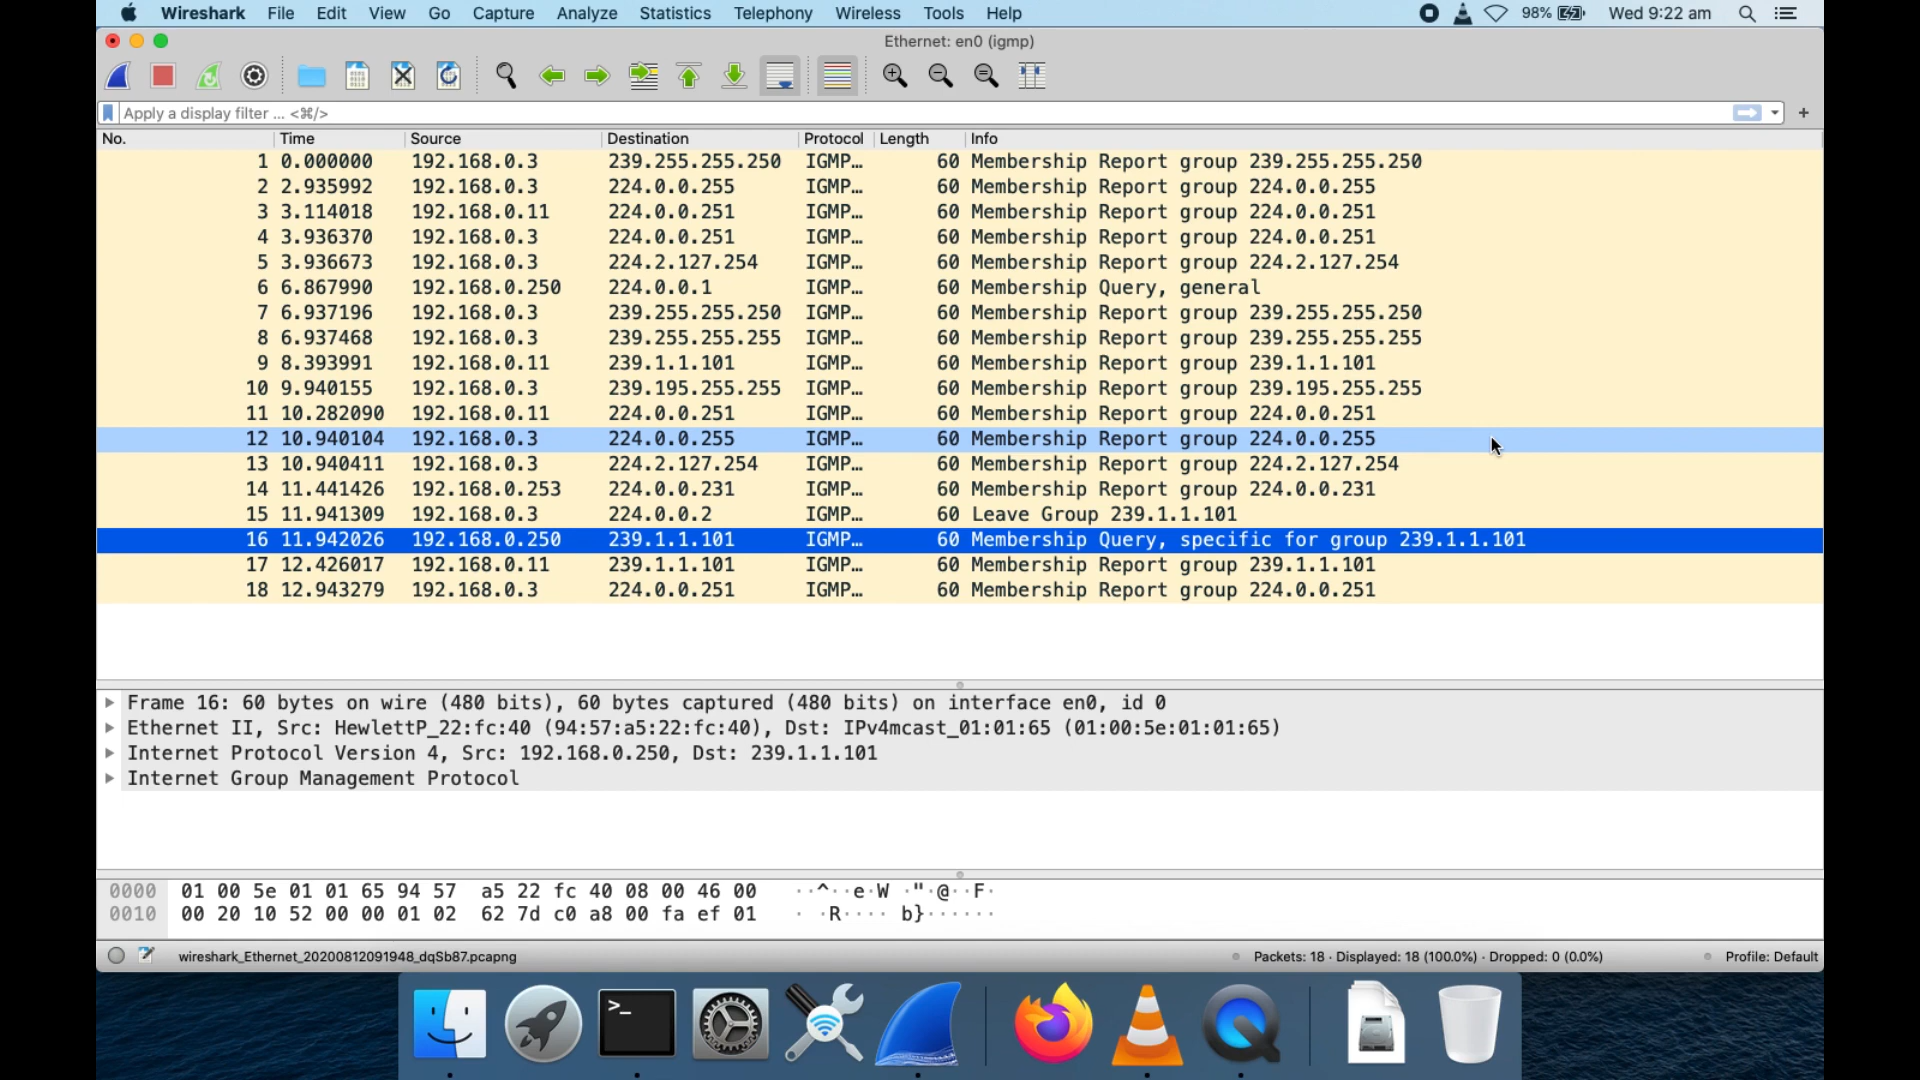 Wireshark File Edit View Go Capture Analyze Statistics Telephony Wireless Tools Help 98% Wed 9:22 am
Ethernet: en0 (igmp)
Apply a display filter ... <⌘/>
No. Time Source Destination Protocol Length Info
1 0.000000 192.168.0.3 239.255.255.250 IGMP… 60 Membership Report group 239.255.255.250
2 2.935992 192.168.0.3 224.0.0.255 IGMP… 60 Membership Report group 224.0.0.255
3 3.114018 192.168.0.11 224.0.0.251 IGMP… 60 Membership Report group 224.0.0.251
4 3.936370 192.168.0.3 224.0.0.251 IGMP… 60 Membership Report group 224.0.0.251
5 3.936673 192.168.0.3 224.2.127.254 IGMP… 60 Membership Report group 224.2.127.254
6 6.867990 192.168.0.250 224.0.0.1 IGMP… 60 Membership Query, general
7 6.937196 192.168.0.3 239.255.255.250 IGMP… 60 Membership Report group 239.255.255.250
8 6.937468 192.168.0.3 239.255.255.255 IGMP… 60 Membership Report group 239.255.255.255
9 8.393991 192.168.0.11 239.1.1.101 IGMP… 60 Membership Report group 239.1.1.101
10 9.940155 192.168.0.3 239.195.255.255 IGMP… 60 Membership Report group 239.195.255.255
11 10.282090 192.168.0.11 224.0.0.251 IGMP… 60 Membership Report group 224.0.0.251
12 10.940104 192.168.0.3 224.0.0.255 IGMP… 60 Membership Report group 224.0.0.255
13 10.940411 192.168.0.3 224.2.127.254 IGMP… 60 Membership Report group 224.2.127.254
14 11.441426 192.168.0.253 224.0.0.231 IGMP… 60 Membership Report group 224.0.0.231
15 11.941309 192.168.0.3 224.0.0.2 IGMP… 60 Leave Group 239.1.1.101
16 11.942026 192.168.0.250 239.1.1.101 IGMP… 60 Membership Query, specific for group 239.1.1.101
17 12.426017 192.168.0.11 239.1.1.101 IGMP… 60 Membership Report group 239.1.1.101
18 12.943279 192.168.0.3 224.0.0.251 IGMP… 60 Membership Report group 224.0.0.251
Frame 16: 60 bytes on wire (480 bits), 60 bytes captured (480 bits) on interface en0, id 0
Ethernet II, Src: HewlettP_22:fc:40 (94:57:a5:22:fc:40), Dst: IPv4mcast_01:01:65 (01:00:5e:01:01:65)
Internet Protocol Version 4, Src: 192.168.0.250, Dst: 239.1.1.101
Internet Group Management Protocol
0000 01 00 5e 01 01 65 94 57 a5 22 fc 40 08 00 46 00 ··^··e·W ·"·@··F·
0010 00 20 10 52 00 00 01 02 62 7d c0 a8 00 fa ef 01 · ·R···· b}······
wireshark_Ethernet_20200812091948_dqSb87.pcapng Packets: 18 · Displayed: 18 (100.0%) · Dropped: 0 (0.0%) Profile: Default
>_